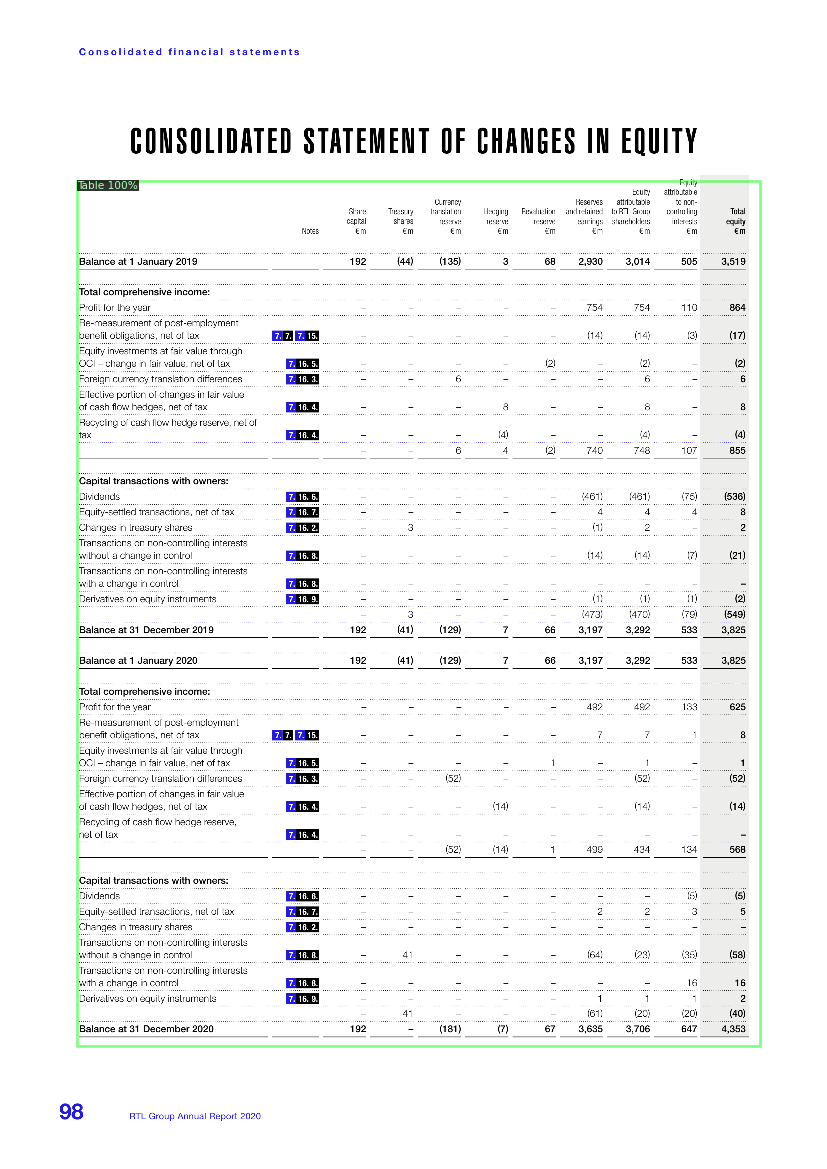 Consolidated financial statements
CONSOLIDATED STATEMENT OF CHANGES IN EQUITY
Table 100%
Notes Share capital €m Treasury shares €m Currency translation reserve €m Hedging reserve €m Revaluation reserve €m Reserves and retained earnings €m Equity attributable to RTL Group shareholders €m Equity attributable to non-controlling interests €m Total equity €m
Balance at 1 January 2019 192 (44) (135) 3 68 2,930 3,014 505 3,519
Total comprehensive income:
Profit for the year – – – – – 754 754 110 864
Re-measurement of post-employment
benefit obligations, net of tax 7. 7. 7. 15. – – – – – (14) (14) (3) (17)
Equity investments at fair value through
OCI – change in fair value, net of tax 7. 16. 5. – – – – (2) – (2) – (2)
Foreign currency translation differences 7. 16. 3. – – 6 – – – 6 – 6
Effective portion of changes in fair value
of cash flow hedges, net of tax 7. 16. 4. – – – 8 – – 8 – 8
Recycling of cash flow hedge reserve, net of
tax 7. 16. 4. – – – (4) – – (4) – (4)
– – 6 4 (2) 740 748 107 855
Capital transactions with owners:
Dividends 7. 16. 6. – – – – – (461) (461) (75) (536)
Equity-settled transactions, net of tax 7. 16. 7. – – – – – 4 4 4 8
Changes in treasury shares 7. 16. 2. – 3 – – – (1) 2 – 2
Transactions on non-controlling interests
without a change in control 7. 16. 8. – – – – – (14) (14) (7) (21)
Transactions on non-controlling interests
with a change in control 7. 16. 8. – – – – – – – – –
Derivatives on equity instruments 7. 16. 9. – – – – – (1) (1) (1) (2)
– 3 – – – (473) (470) (79) (549)
Balance at 31 December 2019 192 (41) (129) 7 66 3,197 3,292 533 3,825
Balance at 1 January 2020 192 (41) (129) 7 66 3,197 3,292 533 3,825
Total comprehensive income:
Profit for the year – – – – – 492 492 133 625
Re-measurement of post-employment
benefit obligations, net of tax 7. 7. 7. 15. – – – – – 7 7 1 8
Equity investments at fair value through
OCI – change in fair value, net of tax 7. 16. 5. – – – – 1 – 1 – 1
Foreign currency translation differences 7. 16. 3. – – (52) – – – (52) – (52)
Effective portion of changes in fair value
of cash flow hedges, net of tax 7. 16. 4. – – – (14) – – (14) – (14)
Recycling of cash flow hedge reserve,
net of tax 7. 16. 4. – – – – – – – – –
– – (52) (14) 1 499 434 134 568
Capital transactions with owners:
Dividends 7. 16. 6. – – – – – – – (5) (5)
Equity-settled transactions, net of tax 7. 16. 7. – – – – – 2 2 3 5
Changes in treasury shares 7. 16. 2. – – – – – – – – –
Transactions on non-controlling interests
without a change in control 7. 16. 8. – 41 – – – (64) (23) (35) (58)
Transactions on non-controlling interests
with a change in control 7. 16. 8. – – – – – – – 16 16
Derivatives on equity instruments 7. 16. 9. – – – – – 1 1 1 2
– 41 – – – (61) (20) (20) (40)
Balance at 31 December 2020 192 – (181) (7) 67 3,635 3,706 647 4,353
98 RTL Group Annual Report 2020